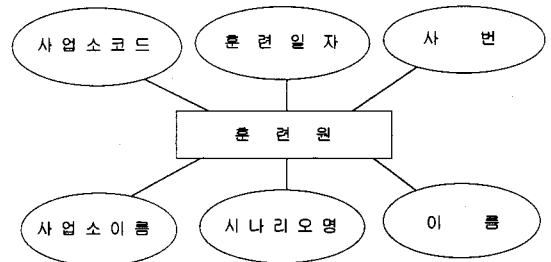 사 업 소 코 드
훈 련 일 자
사 번
훈 련 원
사 업 소 이 름
시 나 리 오 명
이 름